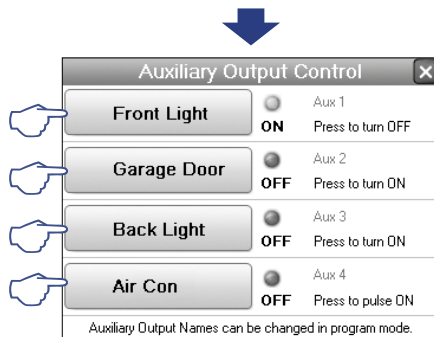 Auxiliary Output Control X
Front Light
Aux 1
ON Press to turn OFF
Garage Door
Aux 2
OFF Press to turn ON
Back Light
Aux 3
OFF Press to turn ON
Air Con
Aux 4
OFF Press to pulse ON
Auxiliary Output Names can be changed in program mode.